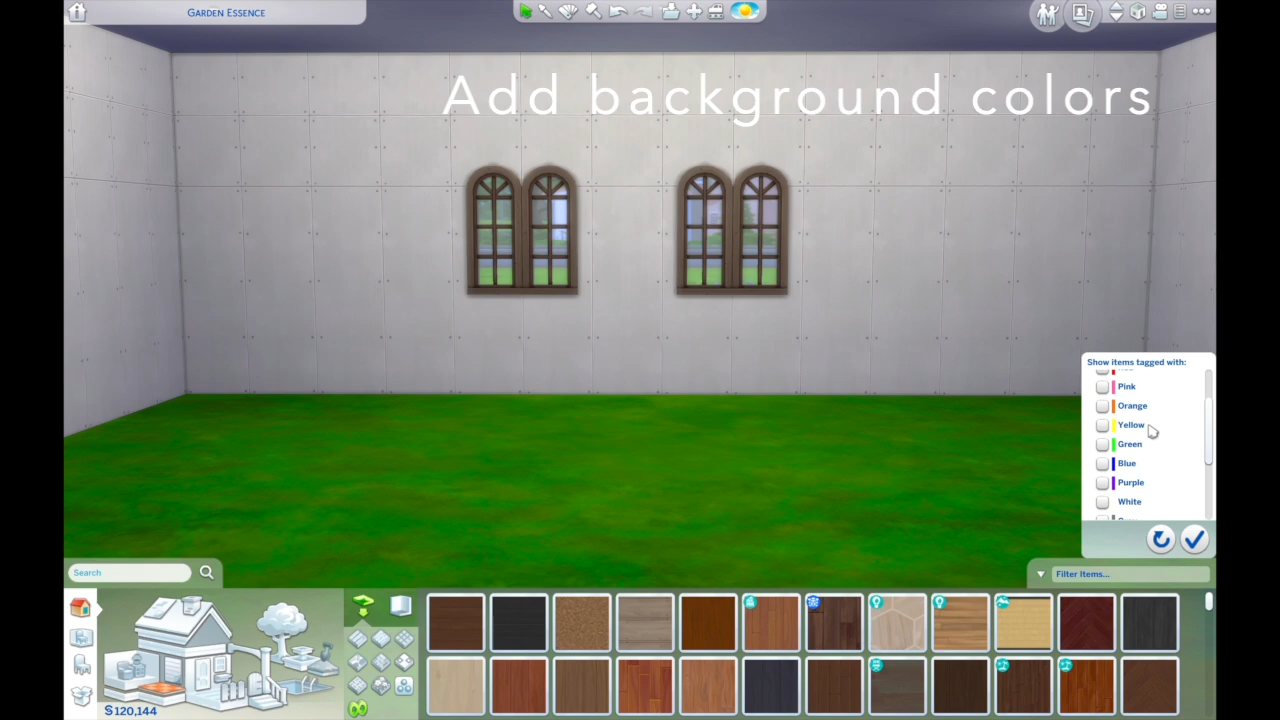 Garden Essence
Add background colors
Show items tagged with:
Pink
Orange
Yellow
Green
Blue
Purple
White
Search
Filter Items...
§120,144